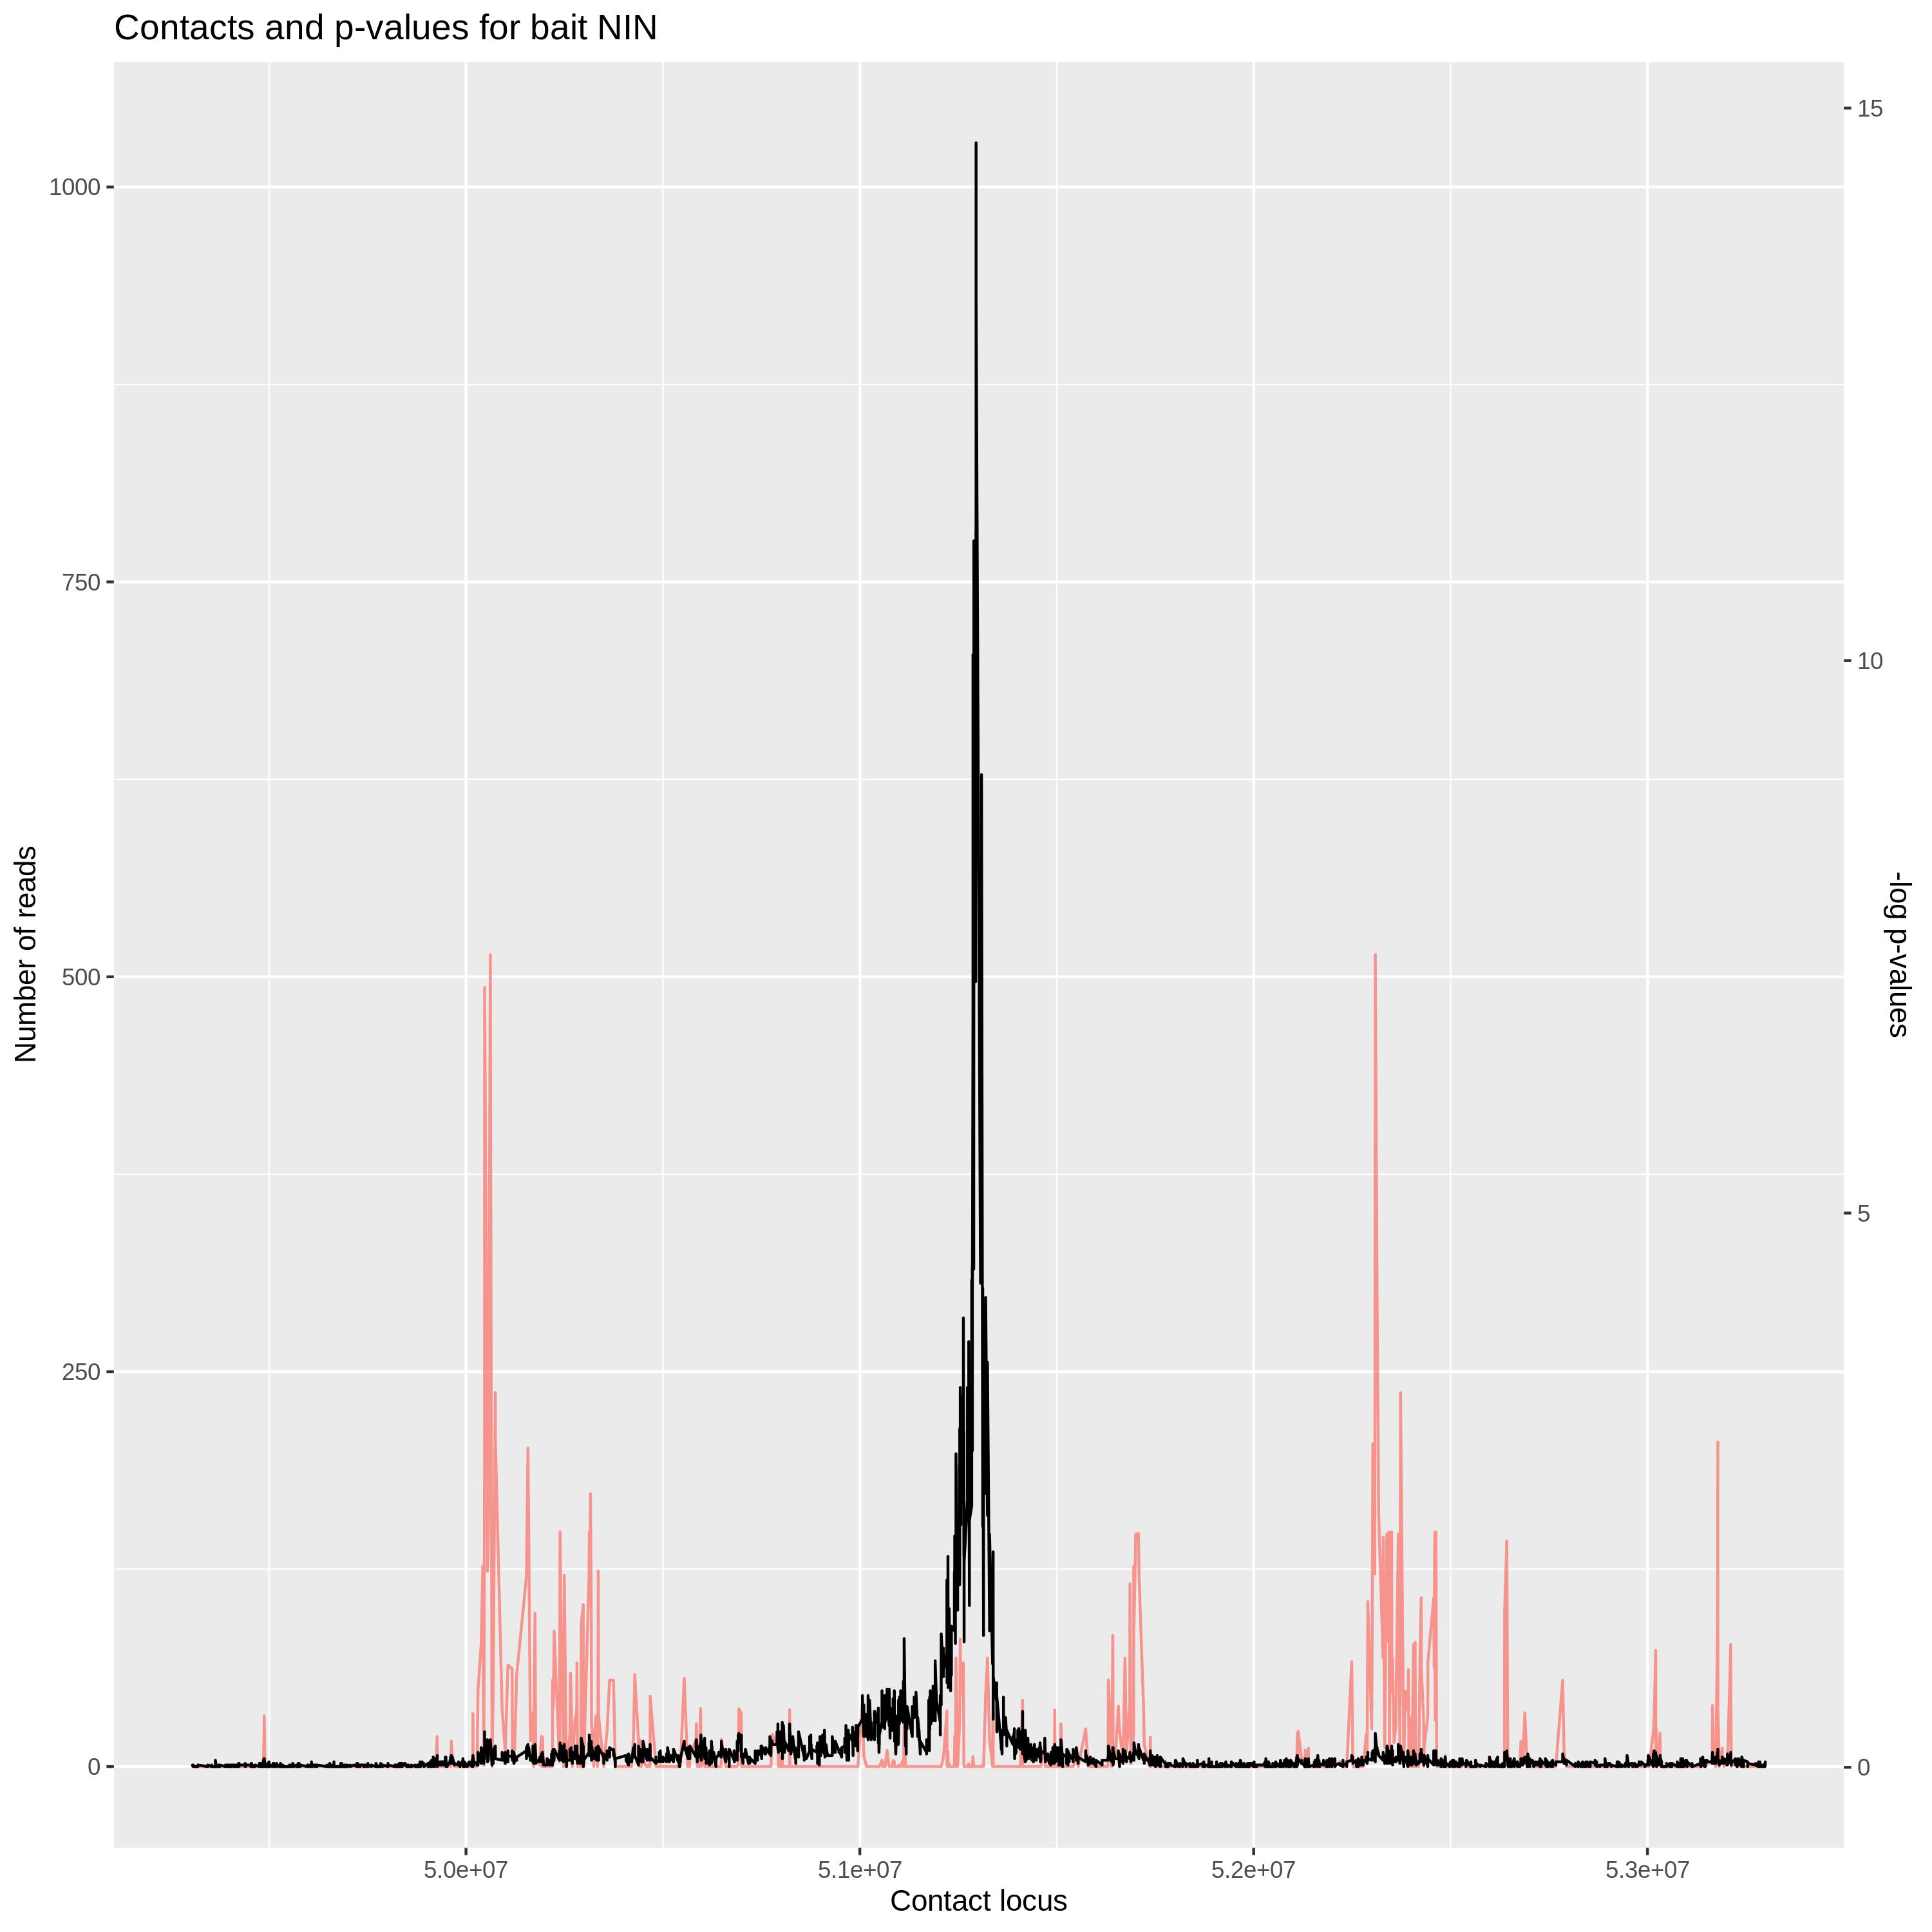 Contacts and p-values for bait NIN
15
1000
750
10
Number of reads
-log p-values
500
5
250
0
0
5.0e+07
5.1e+07
5.2e+07
5.3e+07
Contact locus